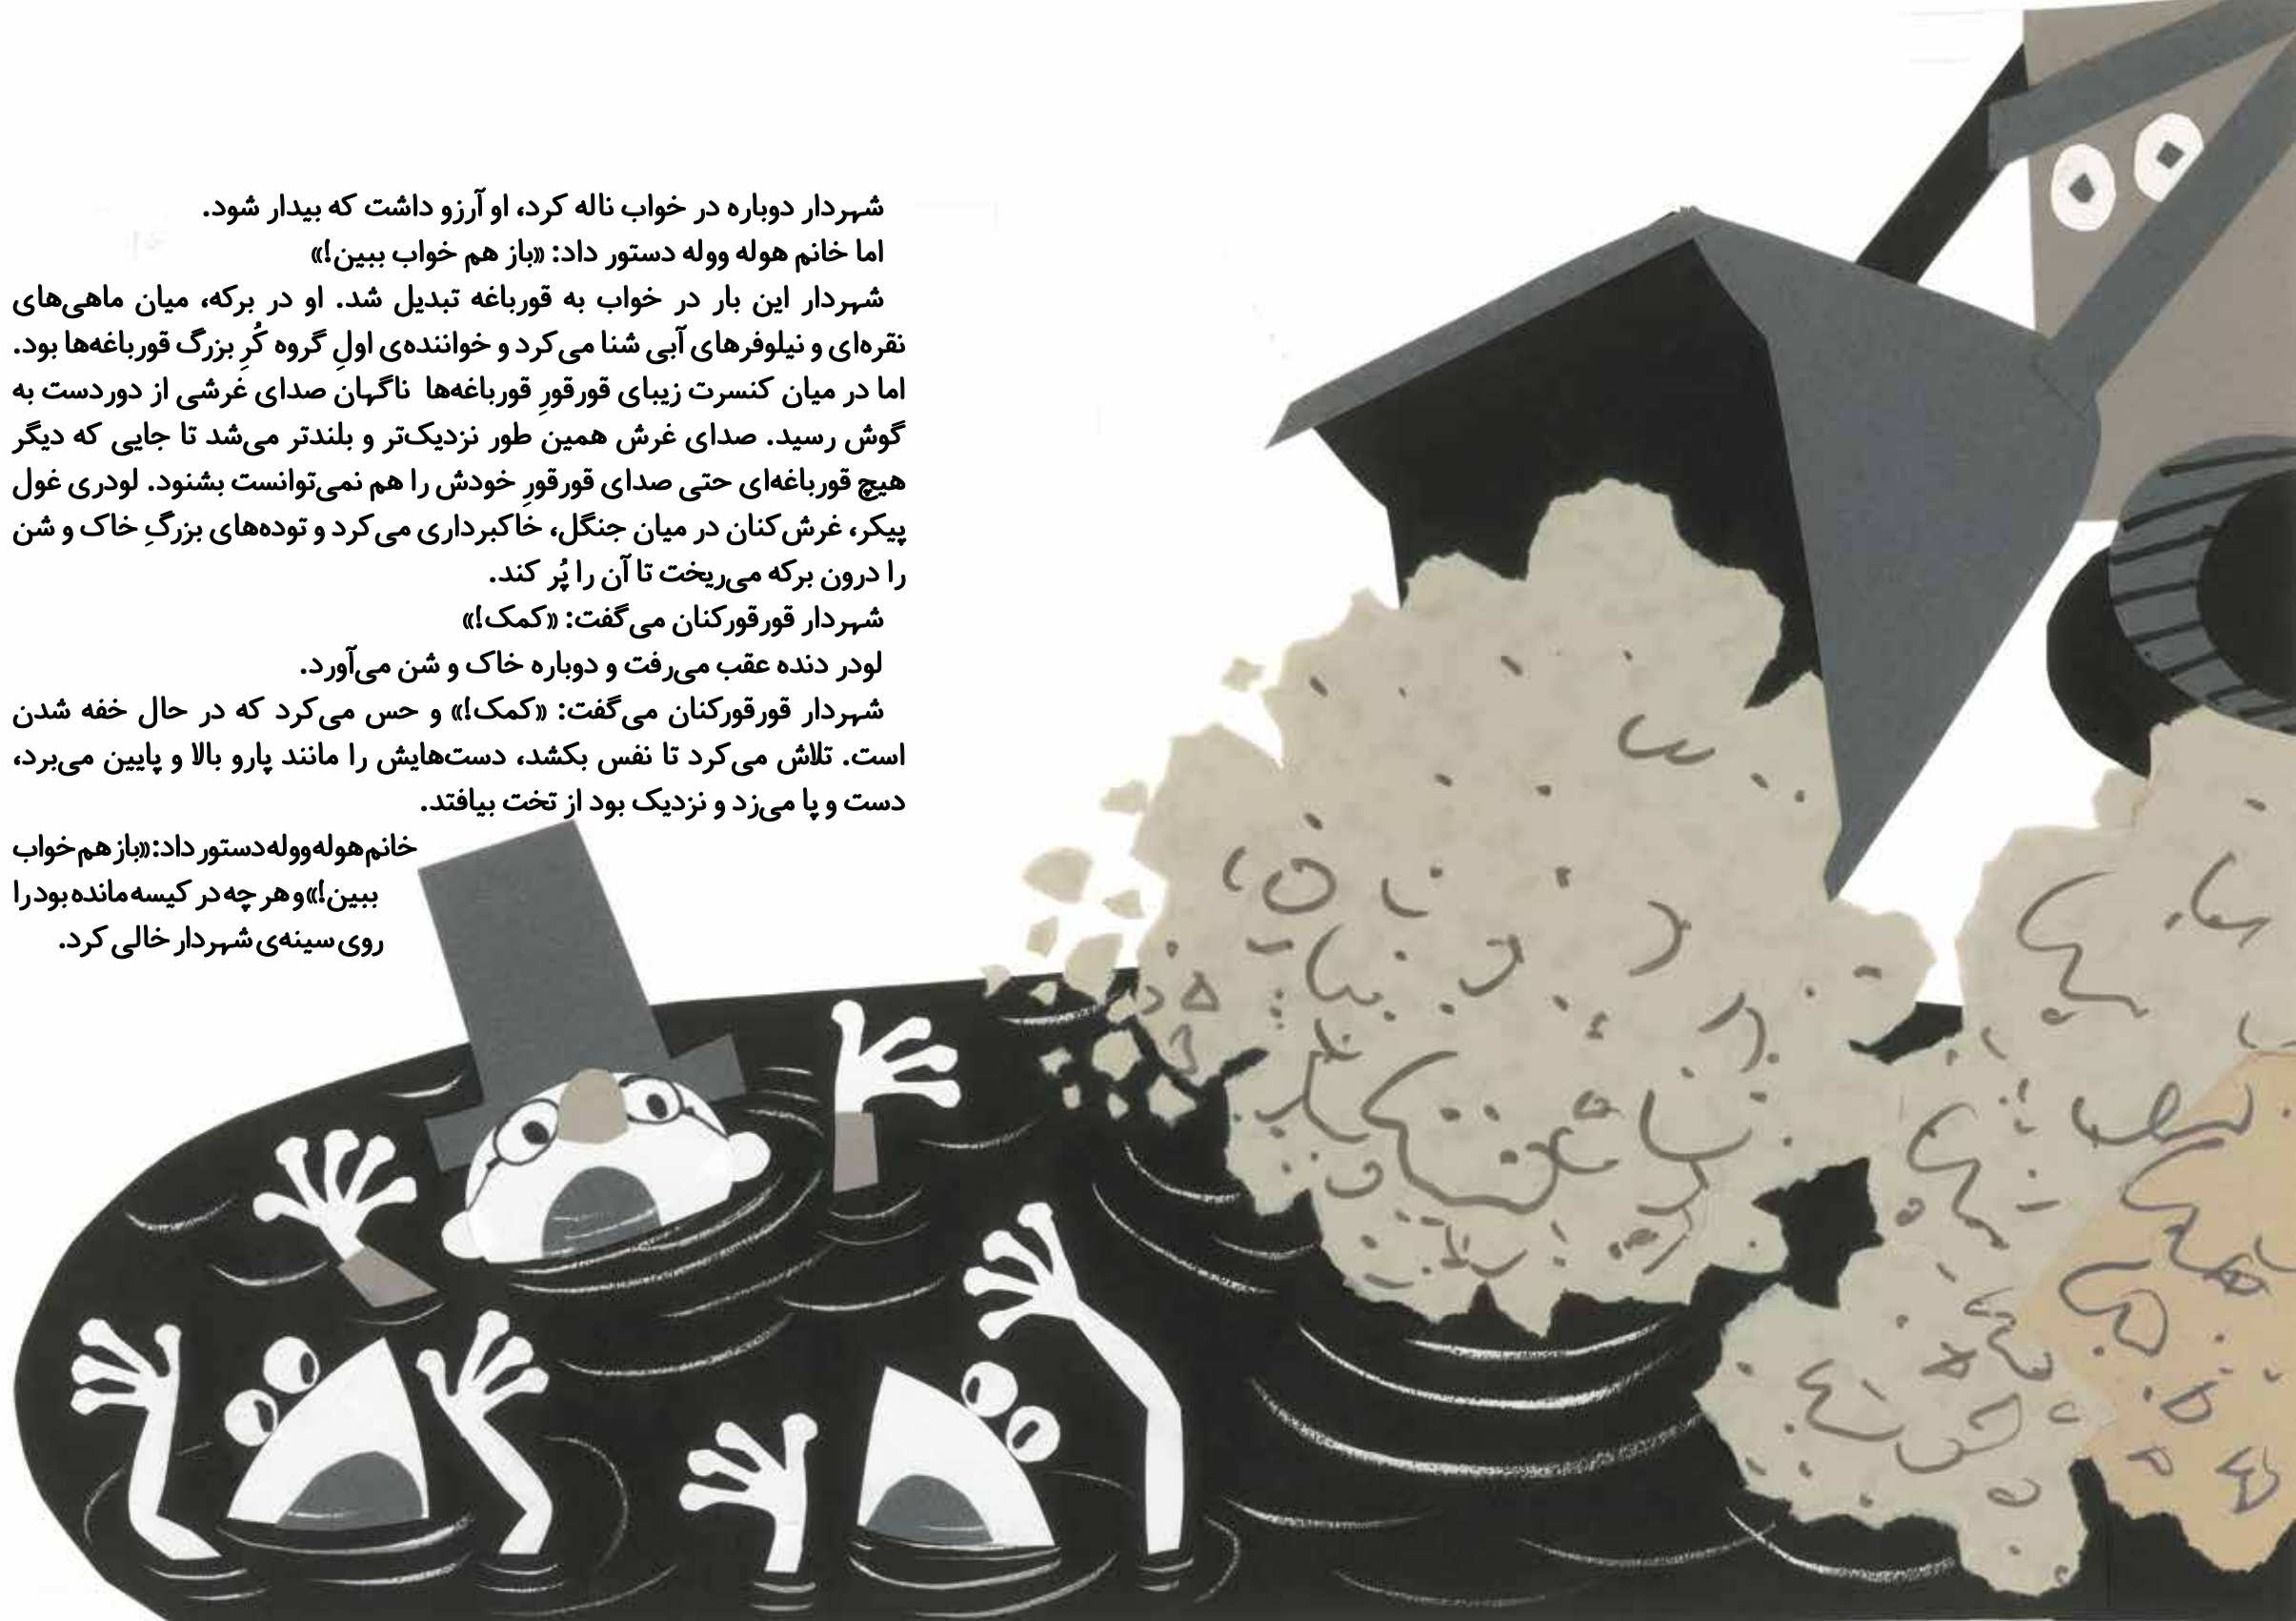 شهردار دوباره در خواب ناله کرد، او آرزو داشت که بیدار شود.
اما خانم هوله ووله دستور داد: «باز هم خواب ببین!»
شهردار این بار در خواب به قورباغه تبدیل شد. او در برکه، میان ماهی‌های
نقره‌ای و نیلوفرهای آبی شنا می‌کرد و خواننده‌ی اولِ گروه کُرِ بزرگ قورباغه‌ها بود.
اما در میان کنسرت زیبای قورقورِ قورباغه‌ها ناگهان صدای غرشی از دوردست به
گوش رسید. صدای غرش همین طور نزدیک‌تر و بلندتر می‌شد تا جایی که دیگر
هیچ قورباغه‌ای حتی صدای قورقورِ خودش را هم نمی‌توانست بشنود. لودری غول
پیکر، غرش‌کنان در میان جنگل، خاکبرداری می‌کرد و توده‌های بزرگِ خاک و شن
را درون برکه می‌ریخت تا آن را پُر کند.
شهردار قورقورکنان می‌گفت: «کمک!»
لودر دنده عقب می‌رفت و دوباره خاک و شن می‌آورد.
شهردار قورقورکنان می‌گفت: «کمک!» و حس می‌کرد که در حال خفه شدن
است. تلاش می‌کرد تا نفس بکشد، دست‌هایش را مانند پارو بالا و پایین می‌برد،
دست و پا می‌زد و نزدیک بود از تخت بیافتد.
خانم هوله ووله دستور داد: «باز هم خواب
ببین!» و هر چه در کیسه مانده بود را
روی سینه‌ی شهردار خالی کرد.